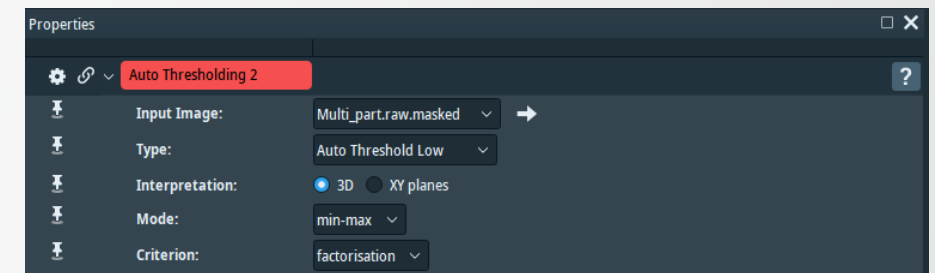 Properties
Auto Thresholding 2 ?
Input Image: Multi_part.raw.masked
Type: Auto Threshold Low
Interpretation: 3D XY planes
Mode: min-max
Criterion: factorisation